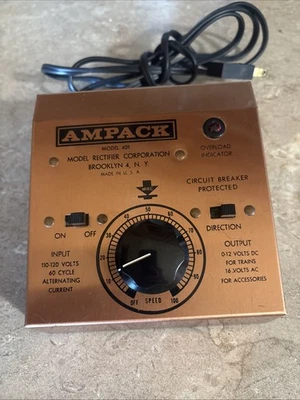 AMPACK
MODEL 401
MODEL RECTIFIER CORPORATION
BROOKLYN 4, N. Y.
MADE IN U. S. A.
OVERLOAD
INDICATOR
CIRCUIT BREAKER
PROTECTED
ON OFF
DIRECTION
INPUT
110-120 VOLTS
60 CYCLE
ALTERNATING
CURRENT
OUTPUT
0-12 VOLTS DC
FOR TRAINS
16 VOLTS AC
FOR ACCESSORIES
10 20 30 40 50 60 70 80 90 100
OFF SPEED